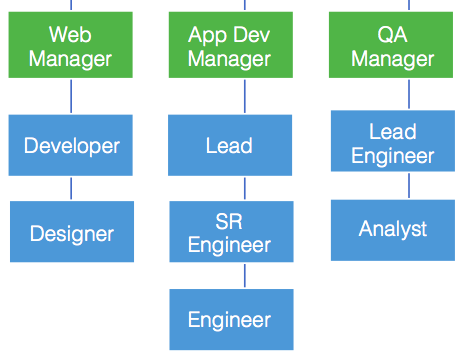 Web
Manager
App Dev
Manager
QA
Manager
Developer
Lead
Lead
Engineer
Designer
SR
Engineer
Analyst
Engineer